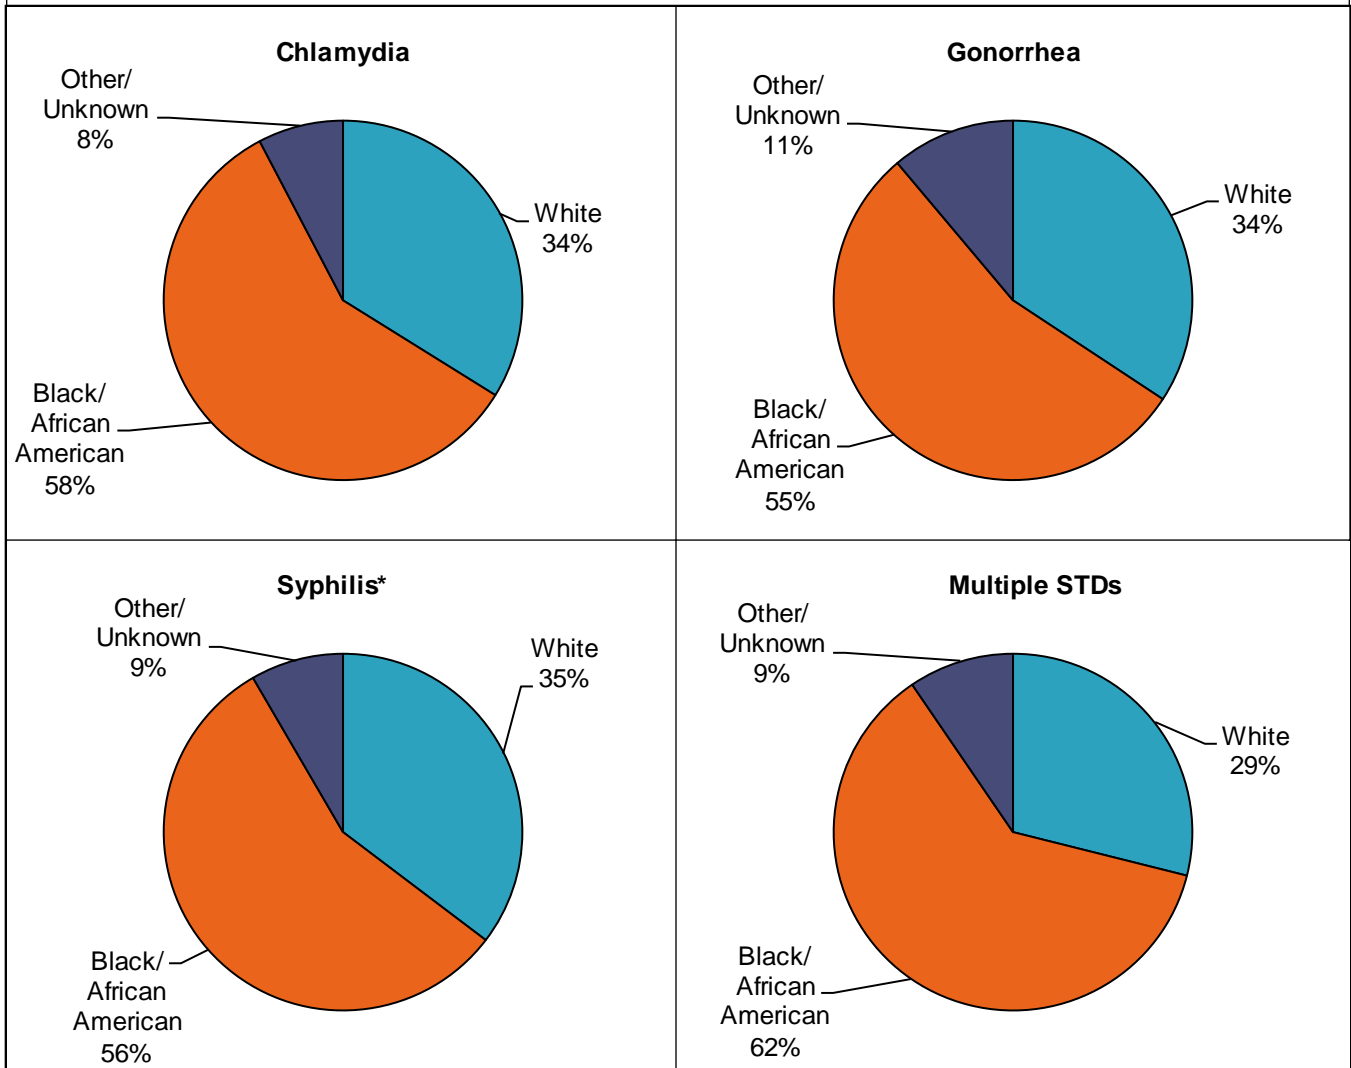 Chlamydia
Other/
Unknown
8%
White
34%
Black/
African
American
58%
Gonorrhea
Other/
Unknown
11%
White
34%
Black/
African
American
55%
Syphilis*
Other/
Unknown
9%
White
35%
Black/
African
American
56%
Multiple STDs
Other/
Unknown
9%
White
29%
Black/
African
American
62%